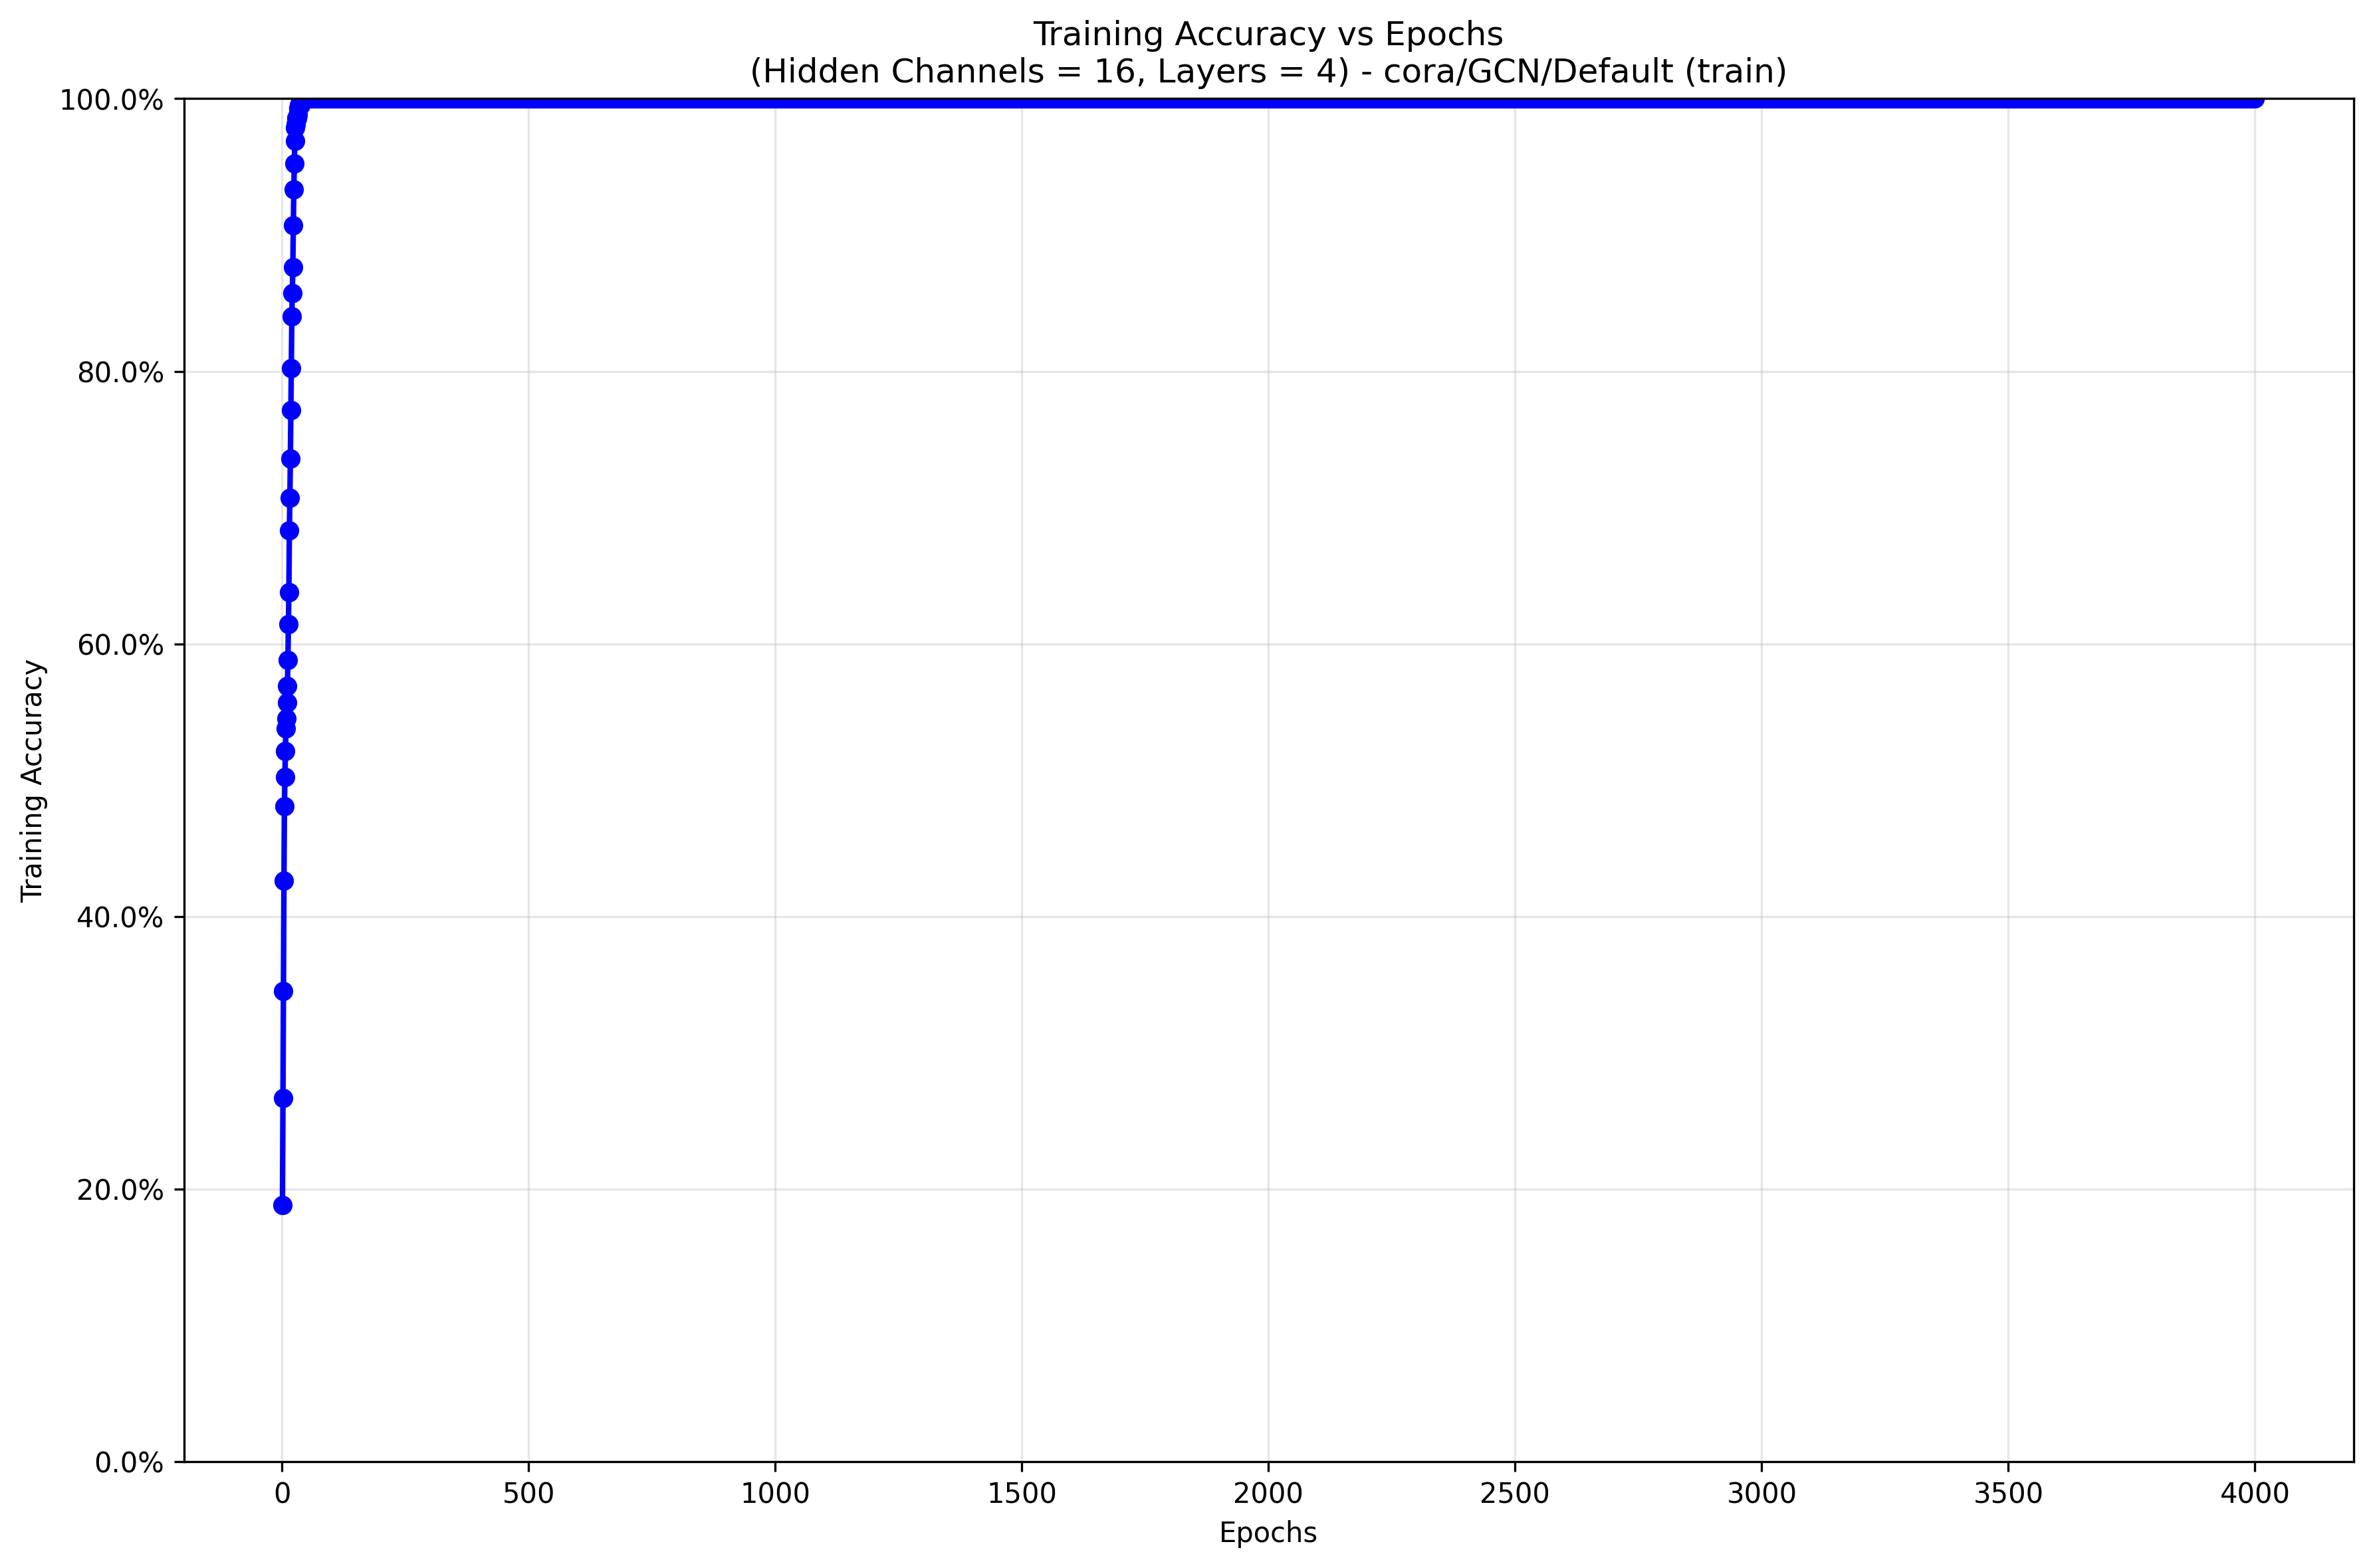 Training Accuracy vs Epochs
(Hidden Channels = 16, Layers = 4) - cora/GCN/Default (train)
100.0%
80.0%
60.0%
40.0%
20.0%
0.0%
Training Accuracy
0 500 1000 1500 2000 2500 3000 3500 4000
Epochs